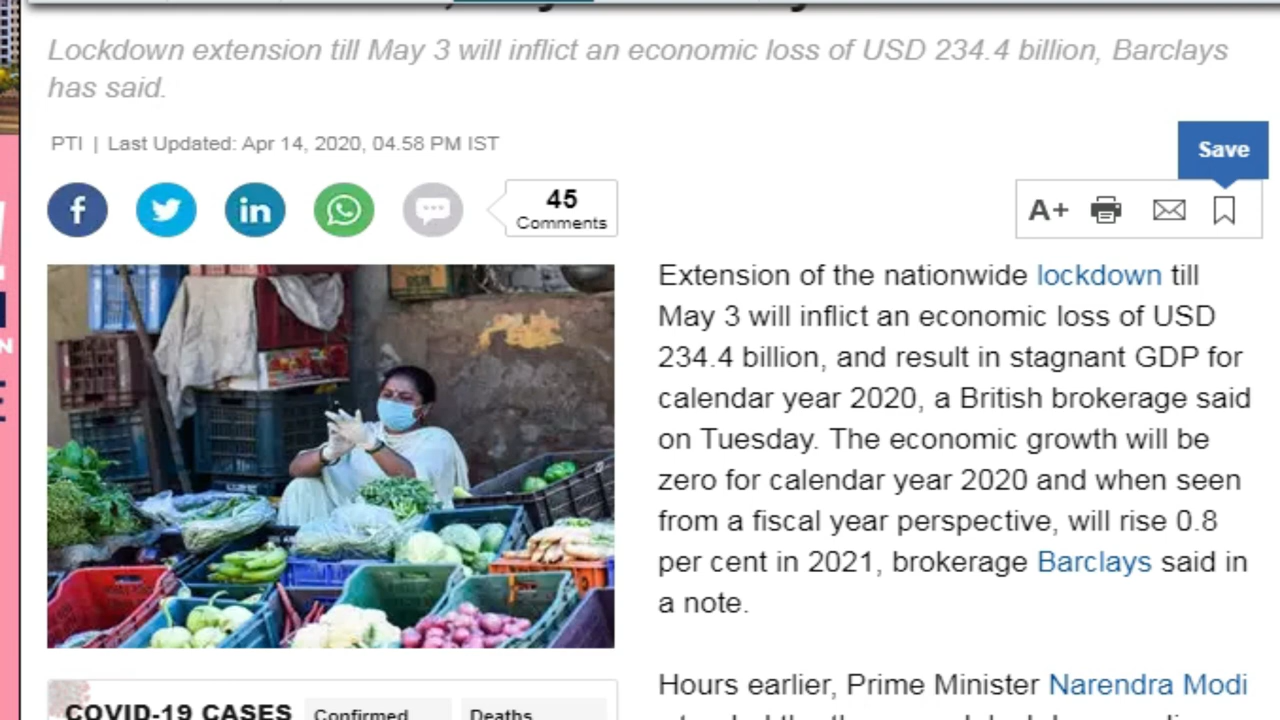 Lockdown extension till May 3 will inflict an economic loss of USD 234.4 billion, Barclays
has said.
PTI | Last Updated: Apr 14, 2020, 04.58 PM IST
Save
45
Comments
A+
Extension of the nationwide lockdown till
May 3 will inflict an economic loss of USD
234.4 billion, and result in stagnant GDP for
calendar year 2020, a British brokerage said
on Tuesday. The economic growth will be
zero for calendar year 2020 and when seen
from a fiscal year perspective, will rise 0.8
per cent in 2021, brokerage Barclays said in
a note.
Hours earlier, Prime Minister Narendra Modi
COVID-19 CASES
Confirmed
Deaths